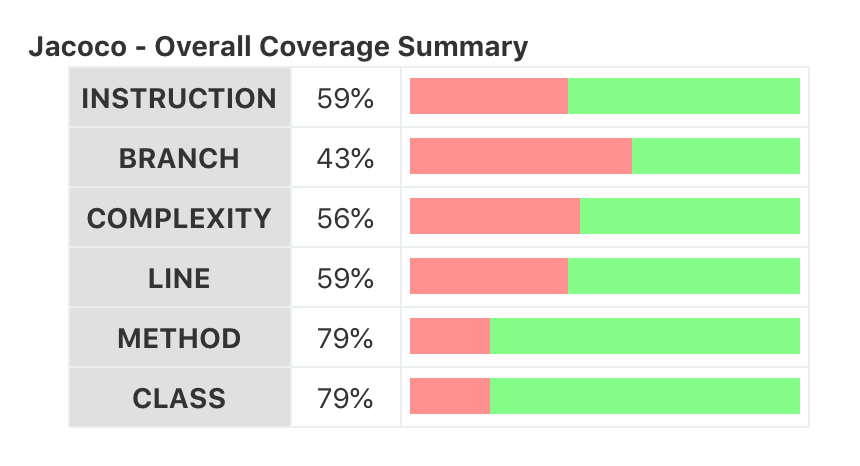 Jacoco - Overall Coverage Summary
INSTRUCTION 59%
BRANCH 43%
COMPLEXITY 56%
LINE 59%
METHOD 79%
CLASS 79%